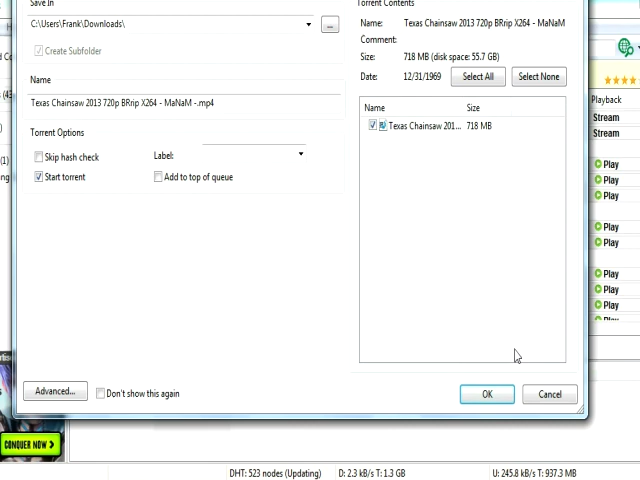 Save In
Torrent Contents
C:\Users\Frank\Downloads\
...
Name: Texas Chainsaw 2013 720p BRrip X264 - MaNaM
Comment:
Create Subfolder
Size: 718 MB (disk space: 55.7 GB)
Date: 12/31/1969
Select All
Select None
Name
Playback
Texas Chainsaw 2013 720p BRrip X264 - MaNaM -.mp4
Name Size
Stream
Texas Chainsaw 201... 718 MB
Stream
Torrent Options
Skip hash check
Label:
Start torrent
Add to top of queue
Play
Play
Play
Play
Play
Play
Play
Play
Play
Advanced...
Don't show this again
OK
Cancel
CONQUER NOW >
DHT: 523 nodes (Updating)
D: 2.3 kB/s T: 1.3 GB
U: 245.8 kB/s T: 937.3 MB